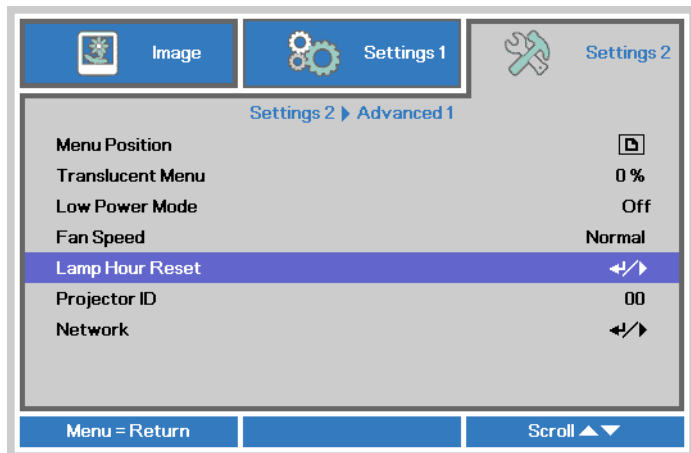 Image Settings 1 Settings 2
Settings 2 Advanced 1
Menu Position
Translucent Menu 0 %
Low Power Mode Off
Fan Speed Normal
Lamp Hour Reset
Projector ID 00
Network
Menu = Return Scroll